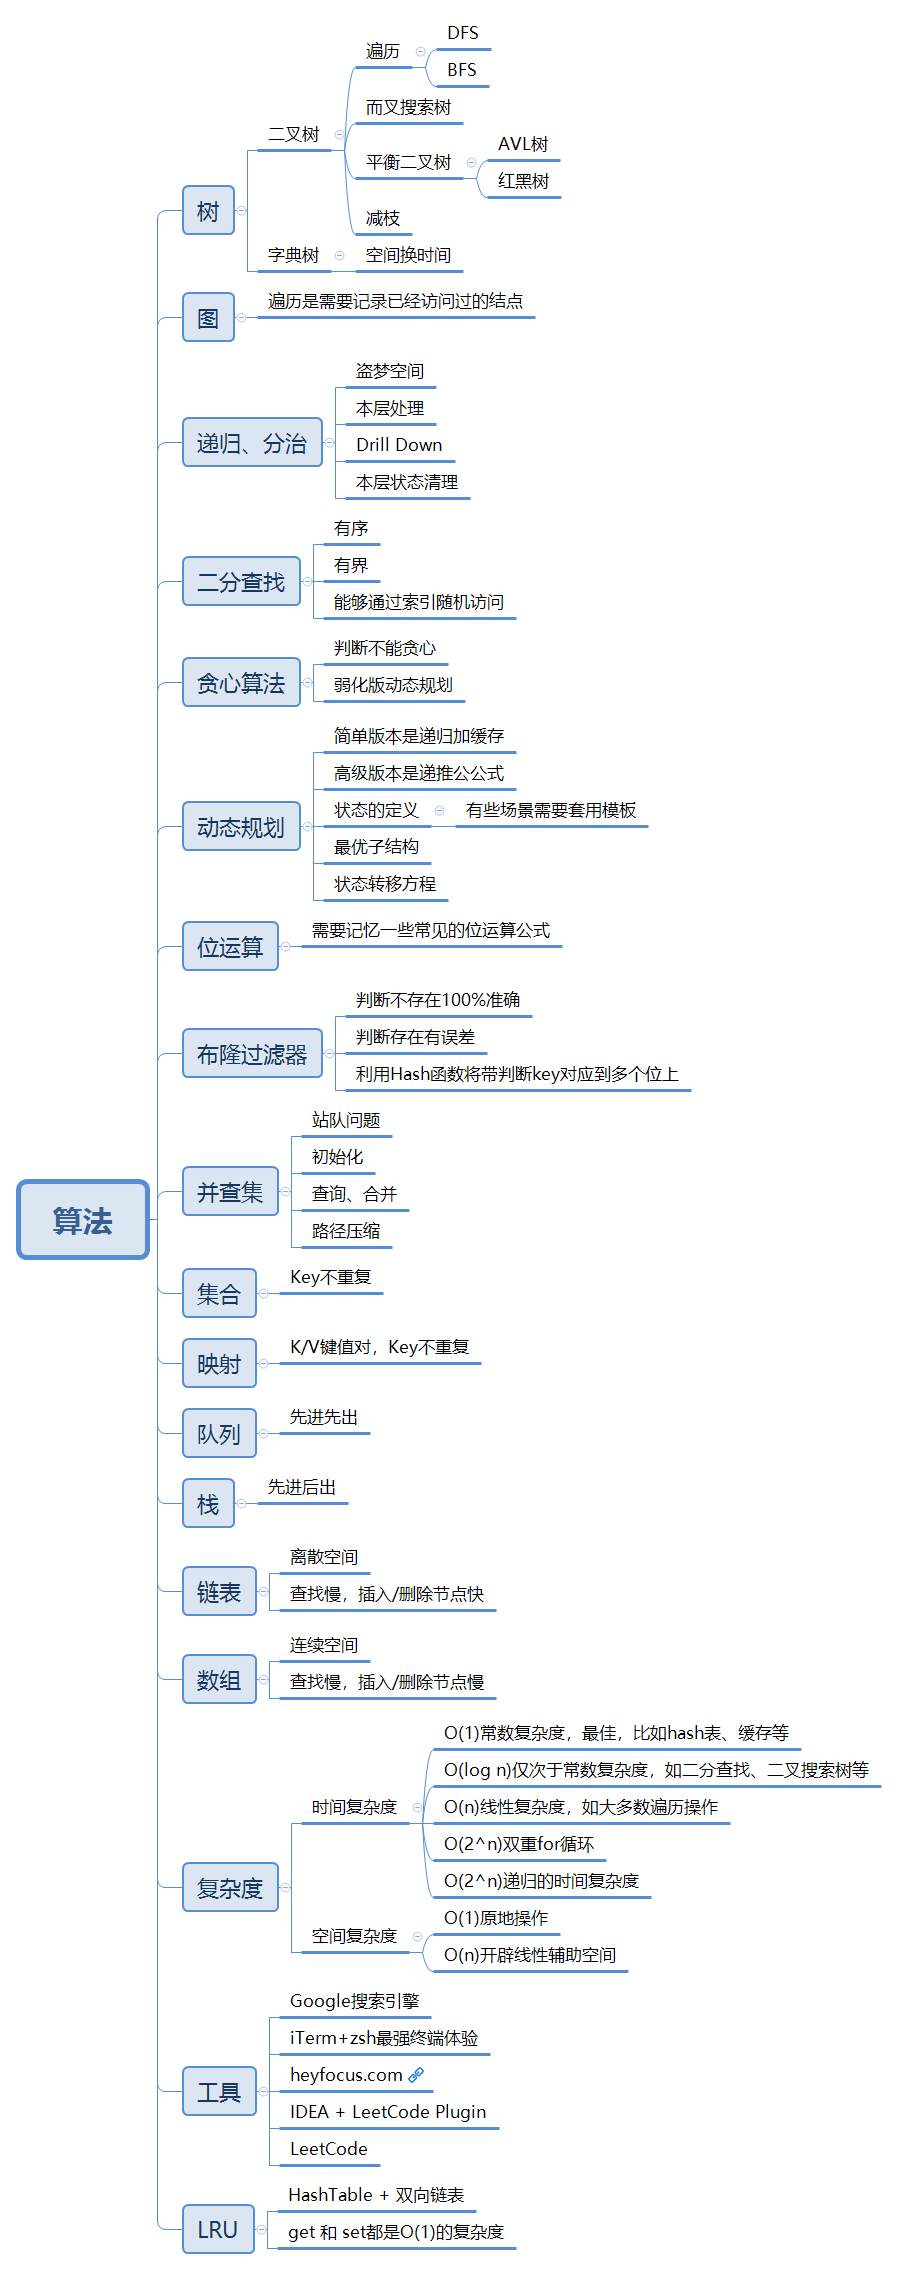 算法
树
二叉树
遍历
DFS
BFS
而叉搜索树
平衡二叉树
AVL树
红黑树
减枝
字典树
空间换时间
图
遍历是需要记录已经访问过的结点
递归、分治
盗梦空间
本层处理
Drill Down
本层状态清理
二分查找
有序
有界
能够通过索引随机访问
贪心算法
判断不能贪心
弱化版动态规划
动态规划
简单版本是递归加缓存
高级版本是递推公公式
状态的定义
有些场景需要套用模板
最优子结构
状态转移方程
位运算
需要记忆一些常见的位运算公式
布隆过滤器
判断不存在100%准确
判断存在有误差
利用Hash函数将带判断key对应到多个位上
并查集
站队问题
初始化
查询、合并
路径压缩
集合
Key不重复
映射
K/V键值对，Key不重复
队列
先进先出
栈
先进后出
链表
离散空间
查找慢，插入/删除节点快
数组
连续空间
查找慢，插入/删除节点慢
复杂度
时间复杂度
O(1)常数复杂度，最佳，比如hash表、缓存等
O(log n)仅次于常数复杂度，如二分查找、二叉搜索树等
O(n)线性复杂度，如大多数遍历操作
O(2^n)双重for循环
O(2^n)递归的时间复杂度
空间复杂度
O(1)原地操作
O(n)开辟线性辅助空间
工具
Google搜索引擎
iTerm+zsh最强终端体验
heyfocus.com
IDEA + LeetCode Plugin
LeetCode
LRU
HashTable + 双向链表
get 和 set都是O(1)的复杂度